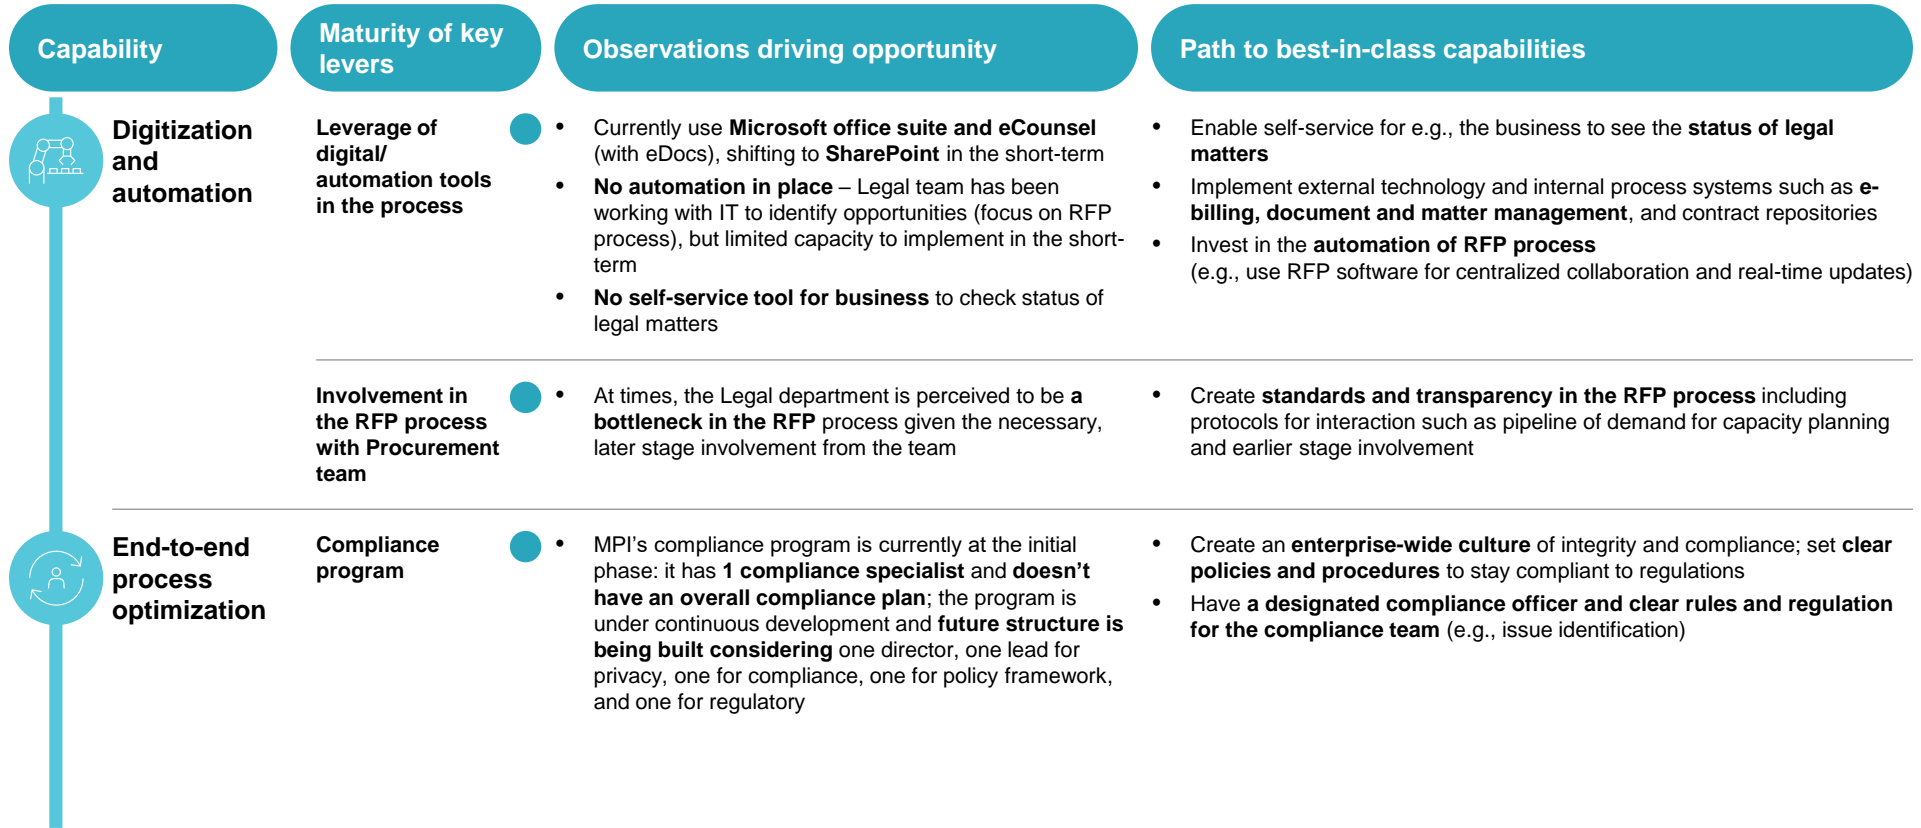 Capability
Maturity of key
levers
Observations driving opportunity
Path to best-in-class capabilities
Digitization
and
automation
Leverage of
digital/
automation tools
in the process
• Currently use Microsoft office suite and eCounsel
(with eDocs), shifting to SharePoint in the short-term
• No automation in place – Legal team has been
working with IT to identify opportunities (focus on RFP
process), but limited capacity to implement in the short-
term
• No self-service tool for business to check status of
legal matters
• Enable self-service for e.g., the business to see the status of legal
matters
• Implement external technology and internal process systems such as e-
billing, document and matter management, and contract repositories
• Invest in the automation of RFP process
(e.g., use RFP software for centralized collaboration and real-time updates)
Involvement in
the RFP process
with Procurement
team
• At times, the Legal department is perceived to be a
bottleneck in the RFP process given the necessary,
later stage involvement from the team
• Create standards and transparency in the RFP process including
protocols for interaction such as pipeline of demand for capacity planning
and earlier stage involvement
End-to-end
process
optimization
Compliance
program
• MPI’s compliance program is currently at the initial
phase: it has 1 compliance specialist and doesn’t
have an overall compliance plan; the program is
under continuous development and future structure is
being built considering one director, one lead for
privacy, one for compliance, one for policy framework,
and one for regulatory
• Create an enterprise-wide culture of integrity and compliance; set clear
policies and procedures to stay compliant to regulations
• Have a designated compliance officer and clear rules and regulation
for the compliance team (e.g., issue identification)